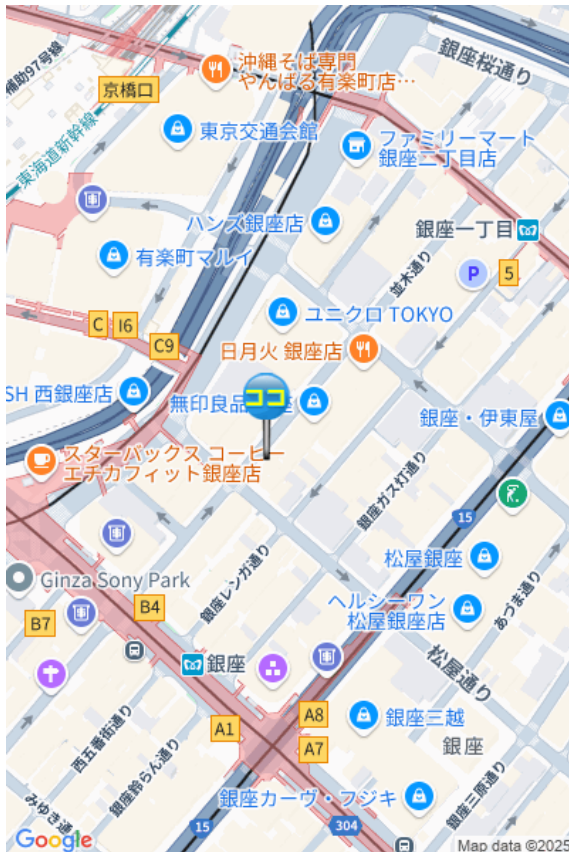 補助97号線
沖縄そば専門
やんばる有楽町店…
銀座桜通り
京橋口
東海道新幹線
東京交通会館
ファミリーマート
銀座二丁目店
ハンズ銀座店
銀座一丁目
有楽町マルイ
並木通り
P
5
ユニクロ TOKYO
C
I6
C9
日月火 銀座店
SH 西銀座店
ココ
無印良品
座
銀座・伊東屋
スターバックス コーヒー
エチカフィット銀座店
銀座ガス灯通り
15
松屋銀座
Ginza Sony Park
銀座レンガ通り
あづま通り
B4
ヘルシーワン
松屋銀座店
B7
銀座
松屋通り
A8
銀座三越
A1
A7
銀座
西五番街通り
銀座鈴らん通り
銀座三原通り
みゆき通
銀座カーヴ・フジキ
15
304
Google
Map data ©2025